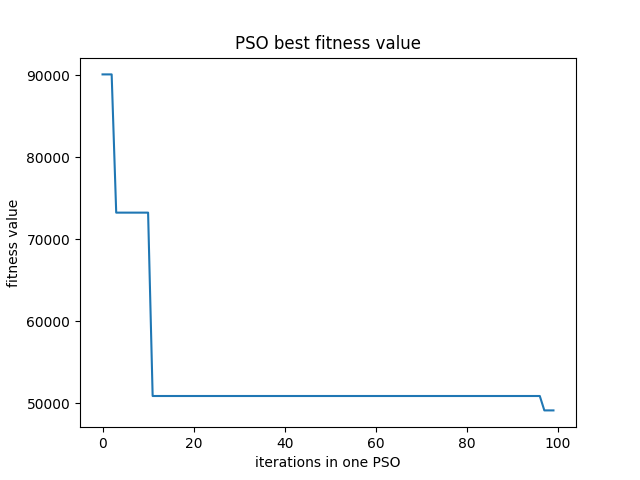 PSO best fitness value
90000
80000
70000
60000
50000
fitness value
0 20 40 60 80 100
iterations in one PSO